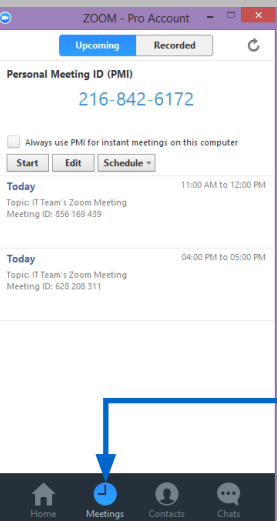 ZOOM - Pro Account
Upcoming Recorded
Personal Meeting ID (PMI)
216-842-6172
Always use PMI for instant meetings on this computer
Start Edit Schedule
Today 11:00 AM to 12:00 PM
Topic: IT Team's Zoom Meeting
Meeting ID: 856 169 439
Today 04:00 PM to 05:00 PM
Topic: IT Team's Zoom Meeting
Meeting ID: 628 208 311
Home Meetings Contacts Chats